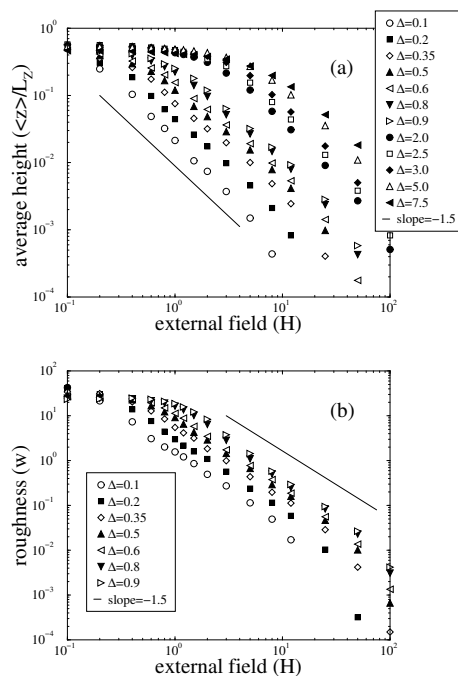 10⁰
10⁻¹
10⁻²
10⁻³
10⁻⁴
average height (<z>/L_Z)
(a)
10⁻¹ 10⁰ 10¹ 10²
external field (H)
Δ=0.1
Δ=0.2
Δ=0.35
Δ=0.5
Δ=0.6
Δ=0.8
Δ=0.9
Δ=2.0
Δ=2.5
Δ=3.0
Δ=5.0
Δ=7.5
slope=−1.5
10²
10¹
10⁰
10⁻¹
10⁻²
10⁻³
10⁻⁴
roughness (w)
(b)
Δ=0.1
Δ=0.2
Δ=0.35
Δ=0.5
Δ=0.6
Δ=0.8
Δ=0.9
slope=−1.5
10⁻¹ 10⁰ 10¹ 10²
external field (H)